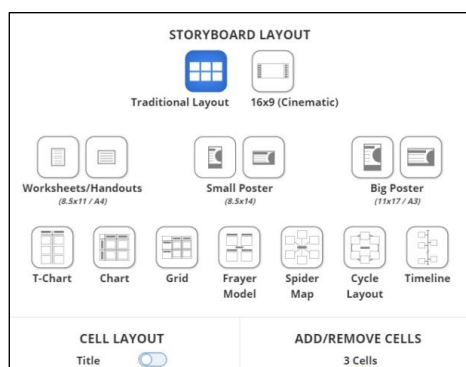 STORYBOARD LAYOUT
Traditional Layout 16x9 (Cinematic)
Worksheets/Handouts Small Poster Big Poster
(8.5x11 / A4) (8.5x14) (11x17 / A3)
T-Chart Chart Grid Frayer Spider Cycle Timeline
Model Map Layout
CELL LAYOUT ADD/REMOVE CELLS
Title 3 Cells